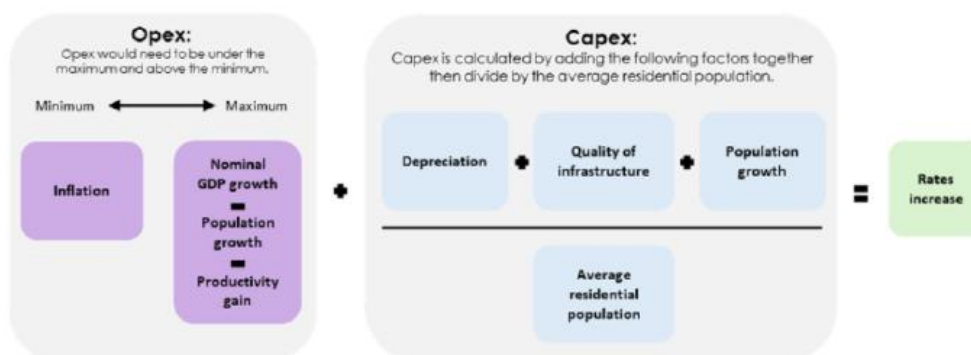 Opex:
Opex would need to be under the
maximum and above the minimum.
Minimum
Maximum
Inflation
Nominal
GDP growth
-
Population
growth
-
Productivity
gain
+
Capex:
Capex is calculated by adding the following factors together
then divide by the average residential population.
Depreciation
+
Quality of
infrastructure
+
Population
growth
Average
residential
population
=
Rates
increase